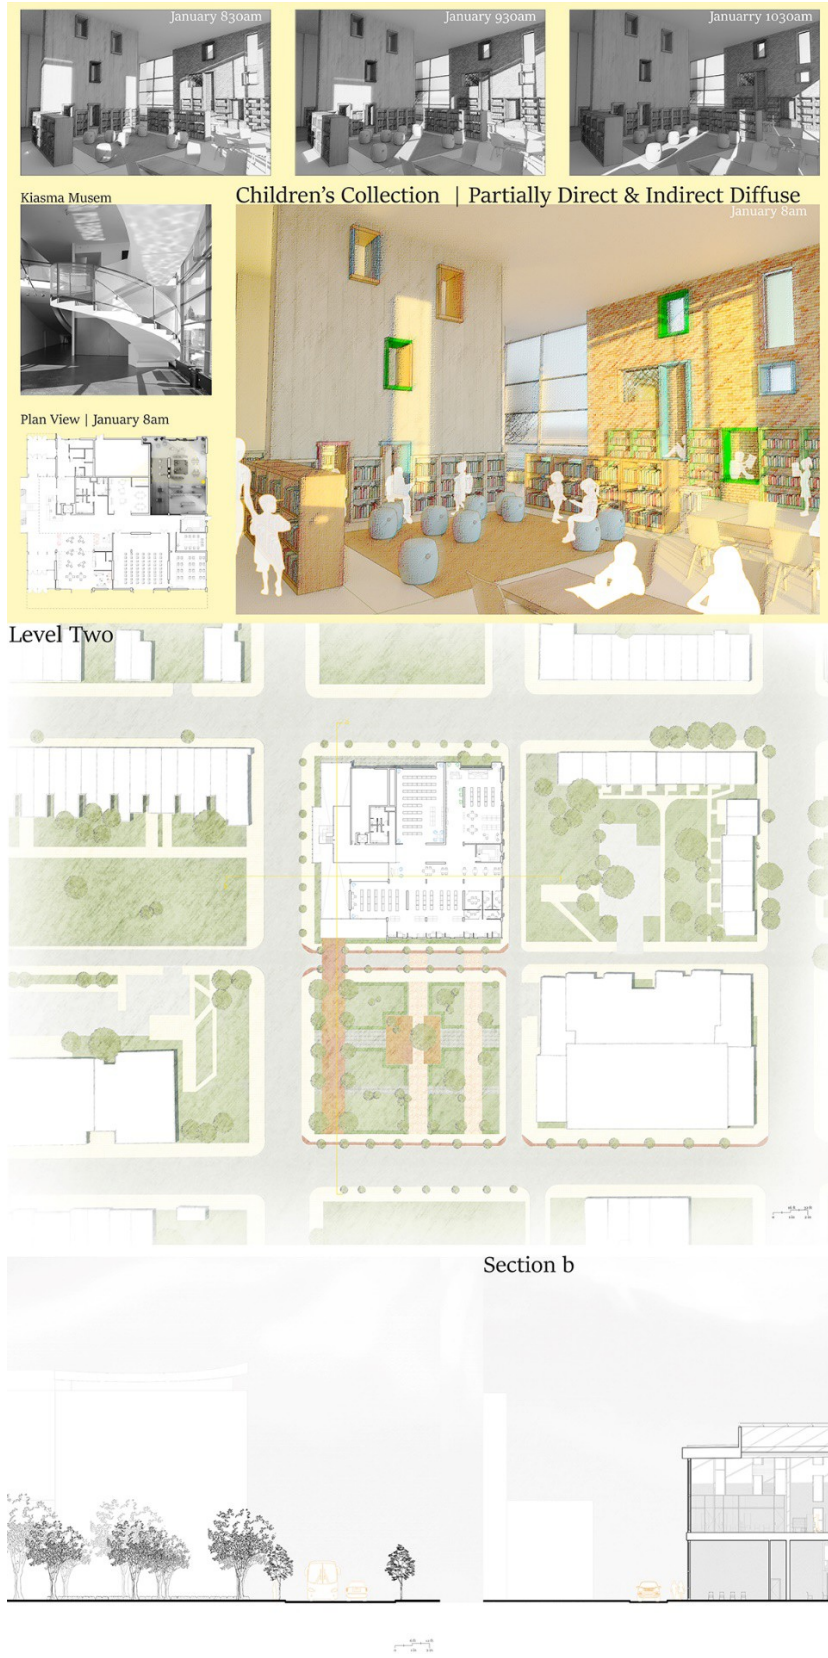 January 830am
January 930am
Januarry 1030am
Kiasma Musem
Children's Collection | Partially Direct & Indirect Diffuse
January 8am
Plan View | January 8am
Level Two
Section b